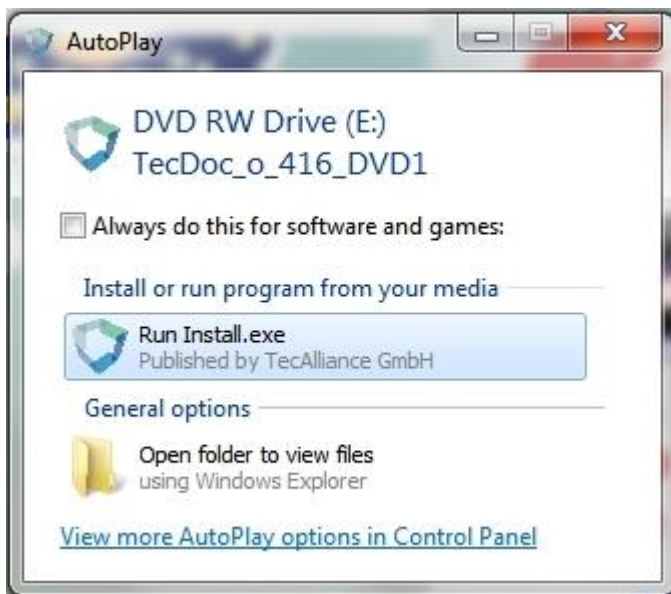 AutoPlay
DVD RW Drive (E:)
TecDoc_o_416_DVD1
Always do this for software and games:
Install or run program from your media
Run Install.exe
Published by TecAlliance GmbH
General options
Open folder to view files
using Windows Explorer
View more AutoPlay options in Control Panel